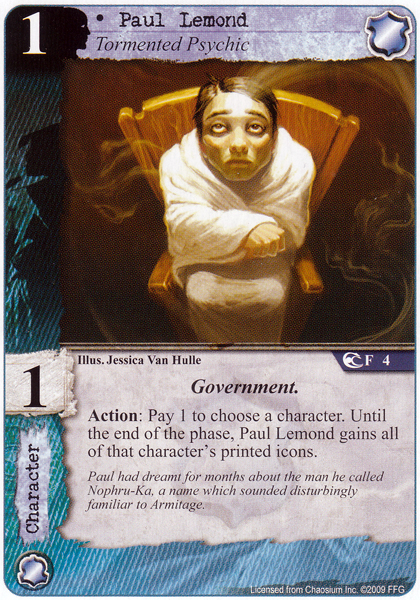 1
• Paul Lemond
Tormented Psychic
Illus. Jessica Van Hulle
F 4
1
Government.
Action: Pay 1 to choose a character. Until
the end of the phase, Paul Lemond gains all
of that character's printed icons.
Paul had dreamt for months about the man he called
Nophru-Ka, a name which sounded disturbingly
familiar to Armitage.
Character
Licensed from Chaosium Inc. ©2009 FFG